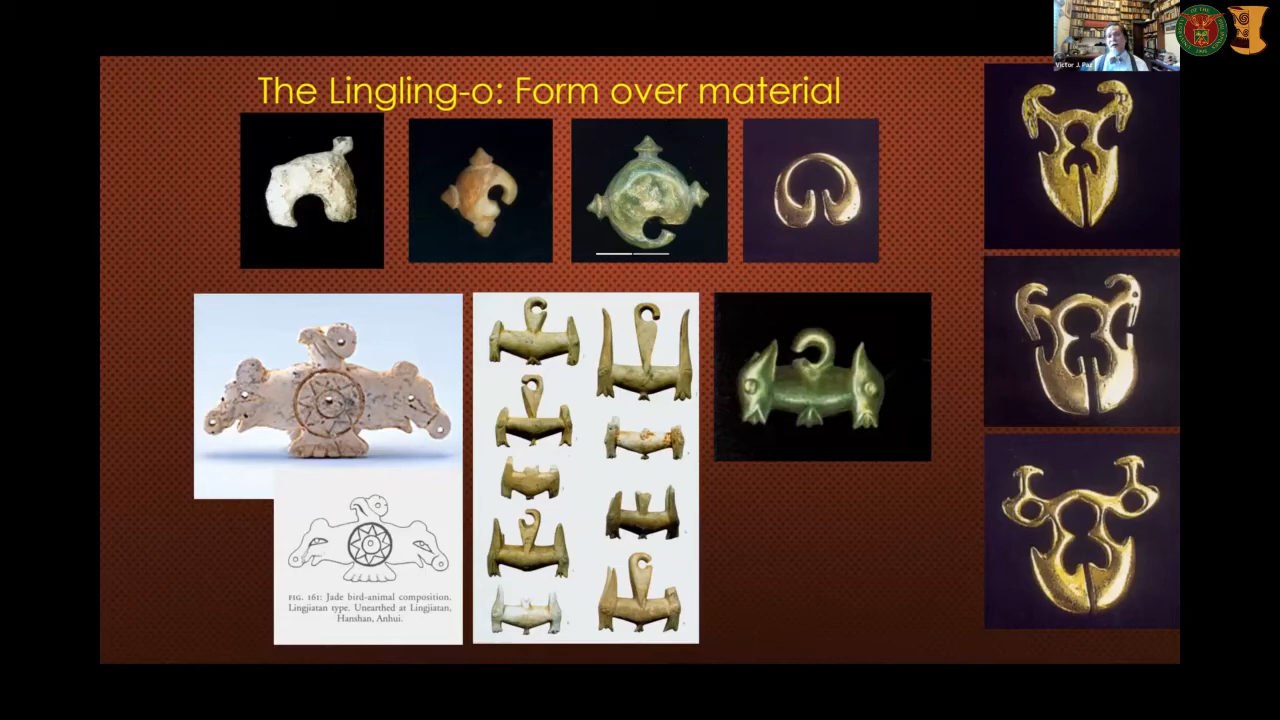 The Lingling-o: Form over material
Victor J. Paz
FIG. 161: Jade bird-animal composition.
Lingjiatan type. Unearthed at Lingjiatan,
Hanshan, Anhui.